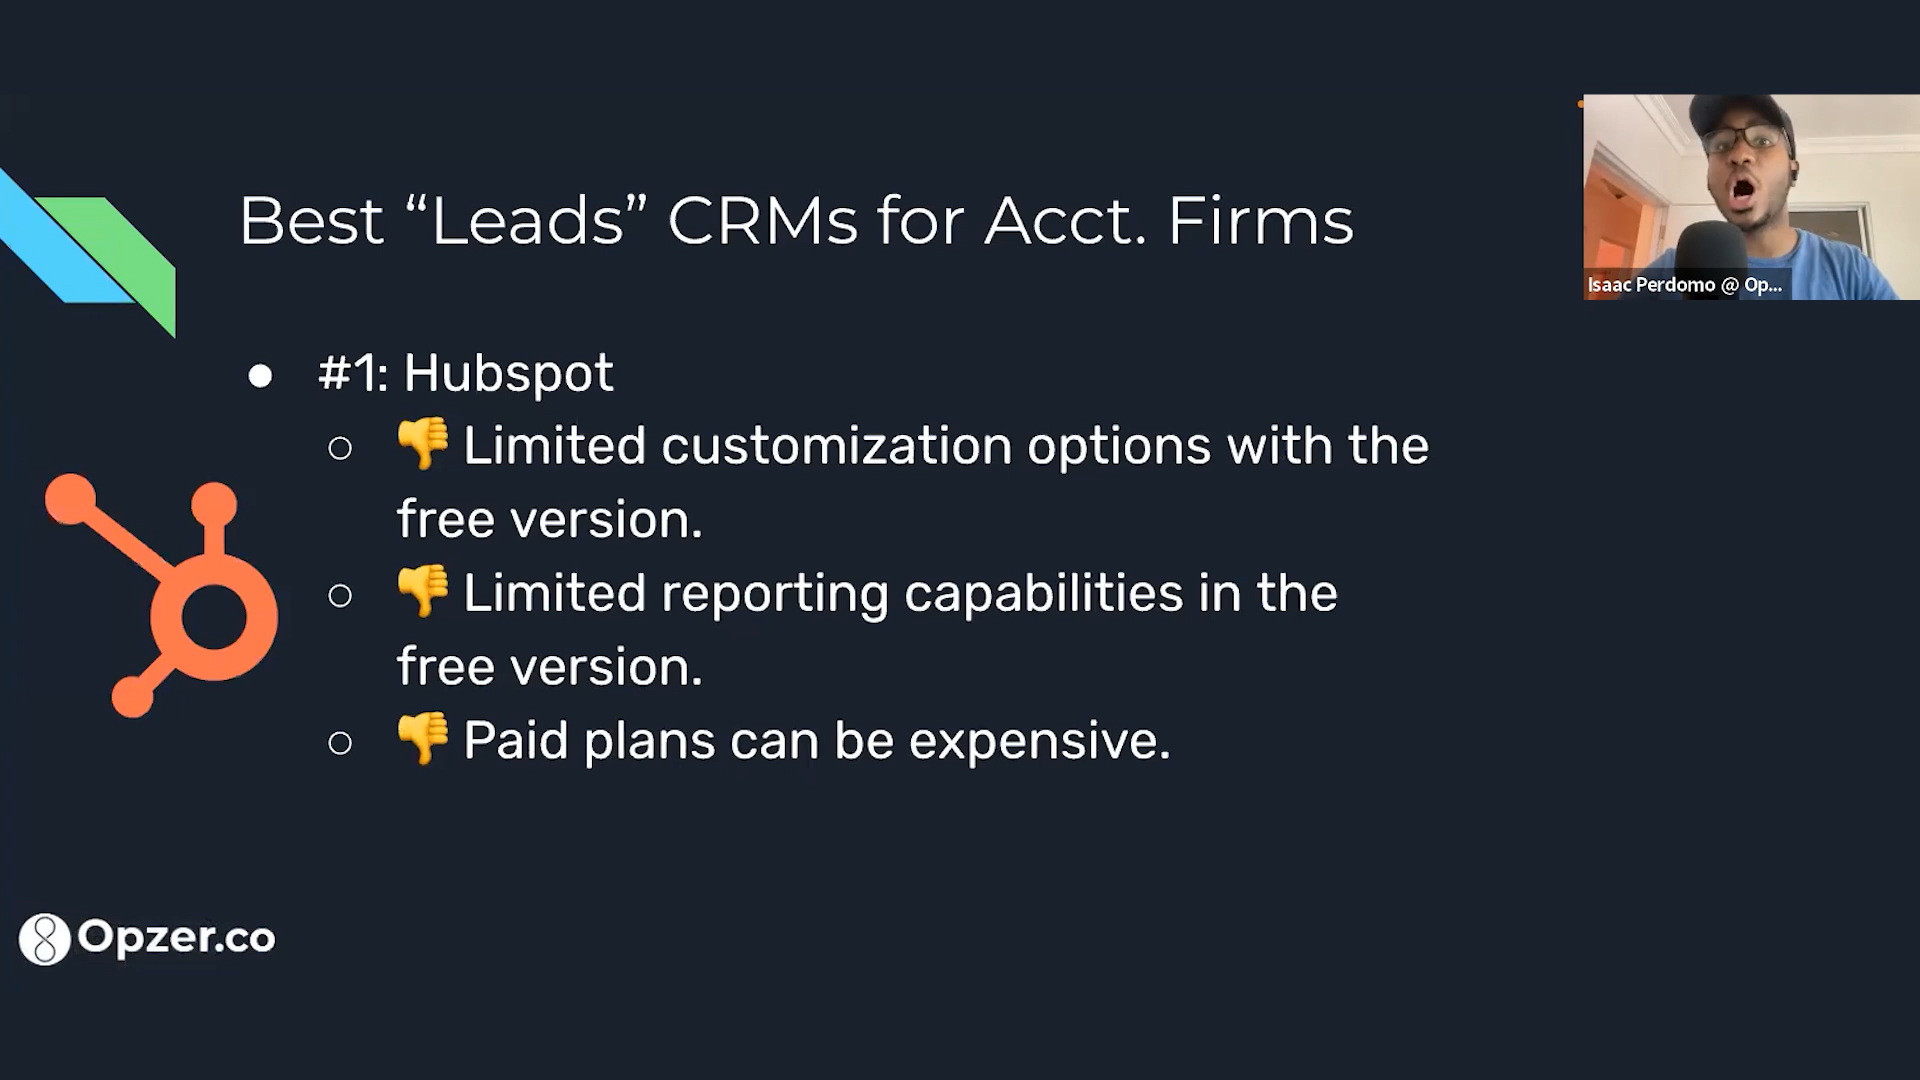 Best “Leads” CRMs for Acct. Firms
Isaac Perdomo @ Op...
● #1: Hubspot
○ 👎 Limited customization options with the
free version.
○ 👎 Limited reporting capabilities in the
free version.
○ 👎 Paid plans can be expensive.
Opzer.co